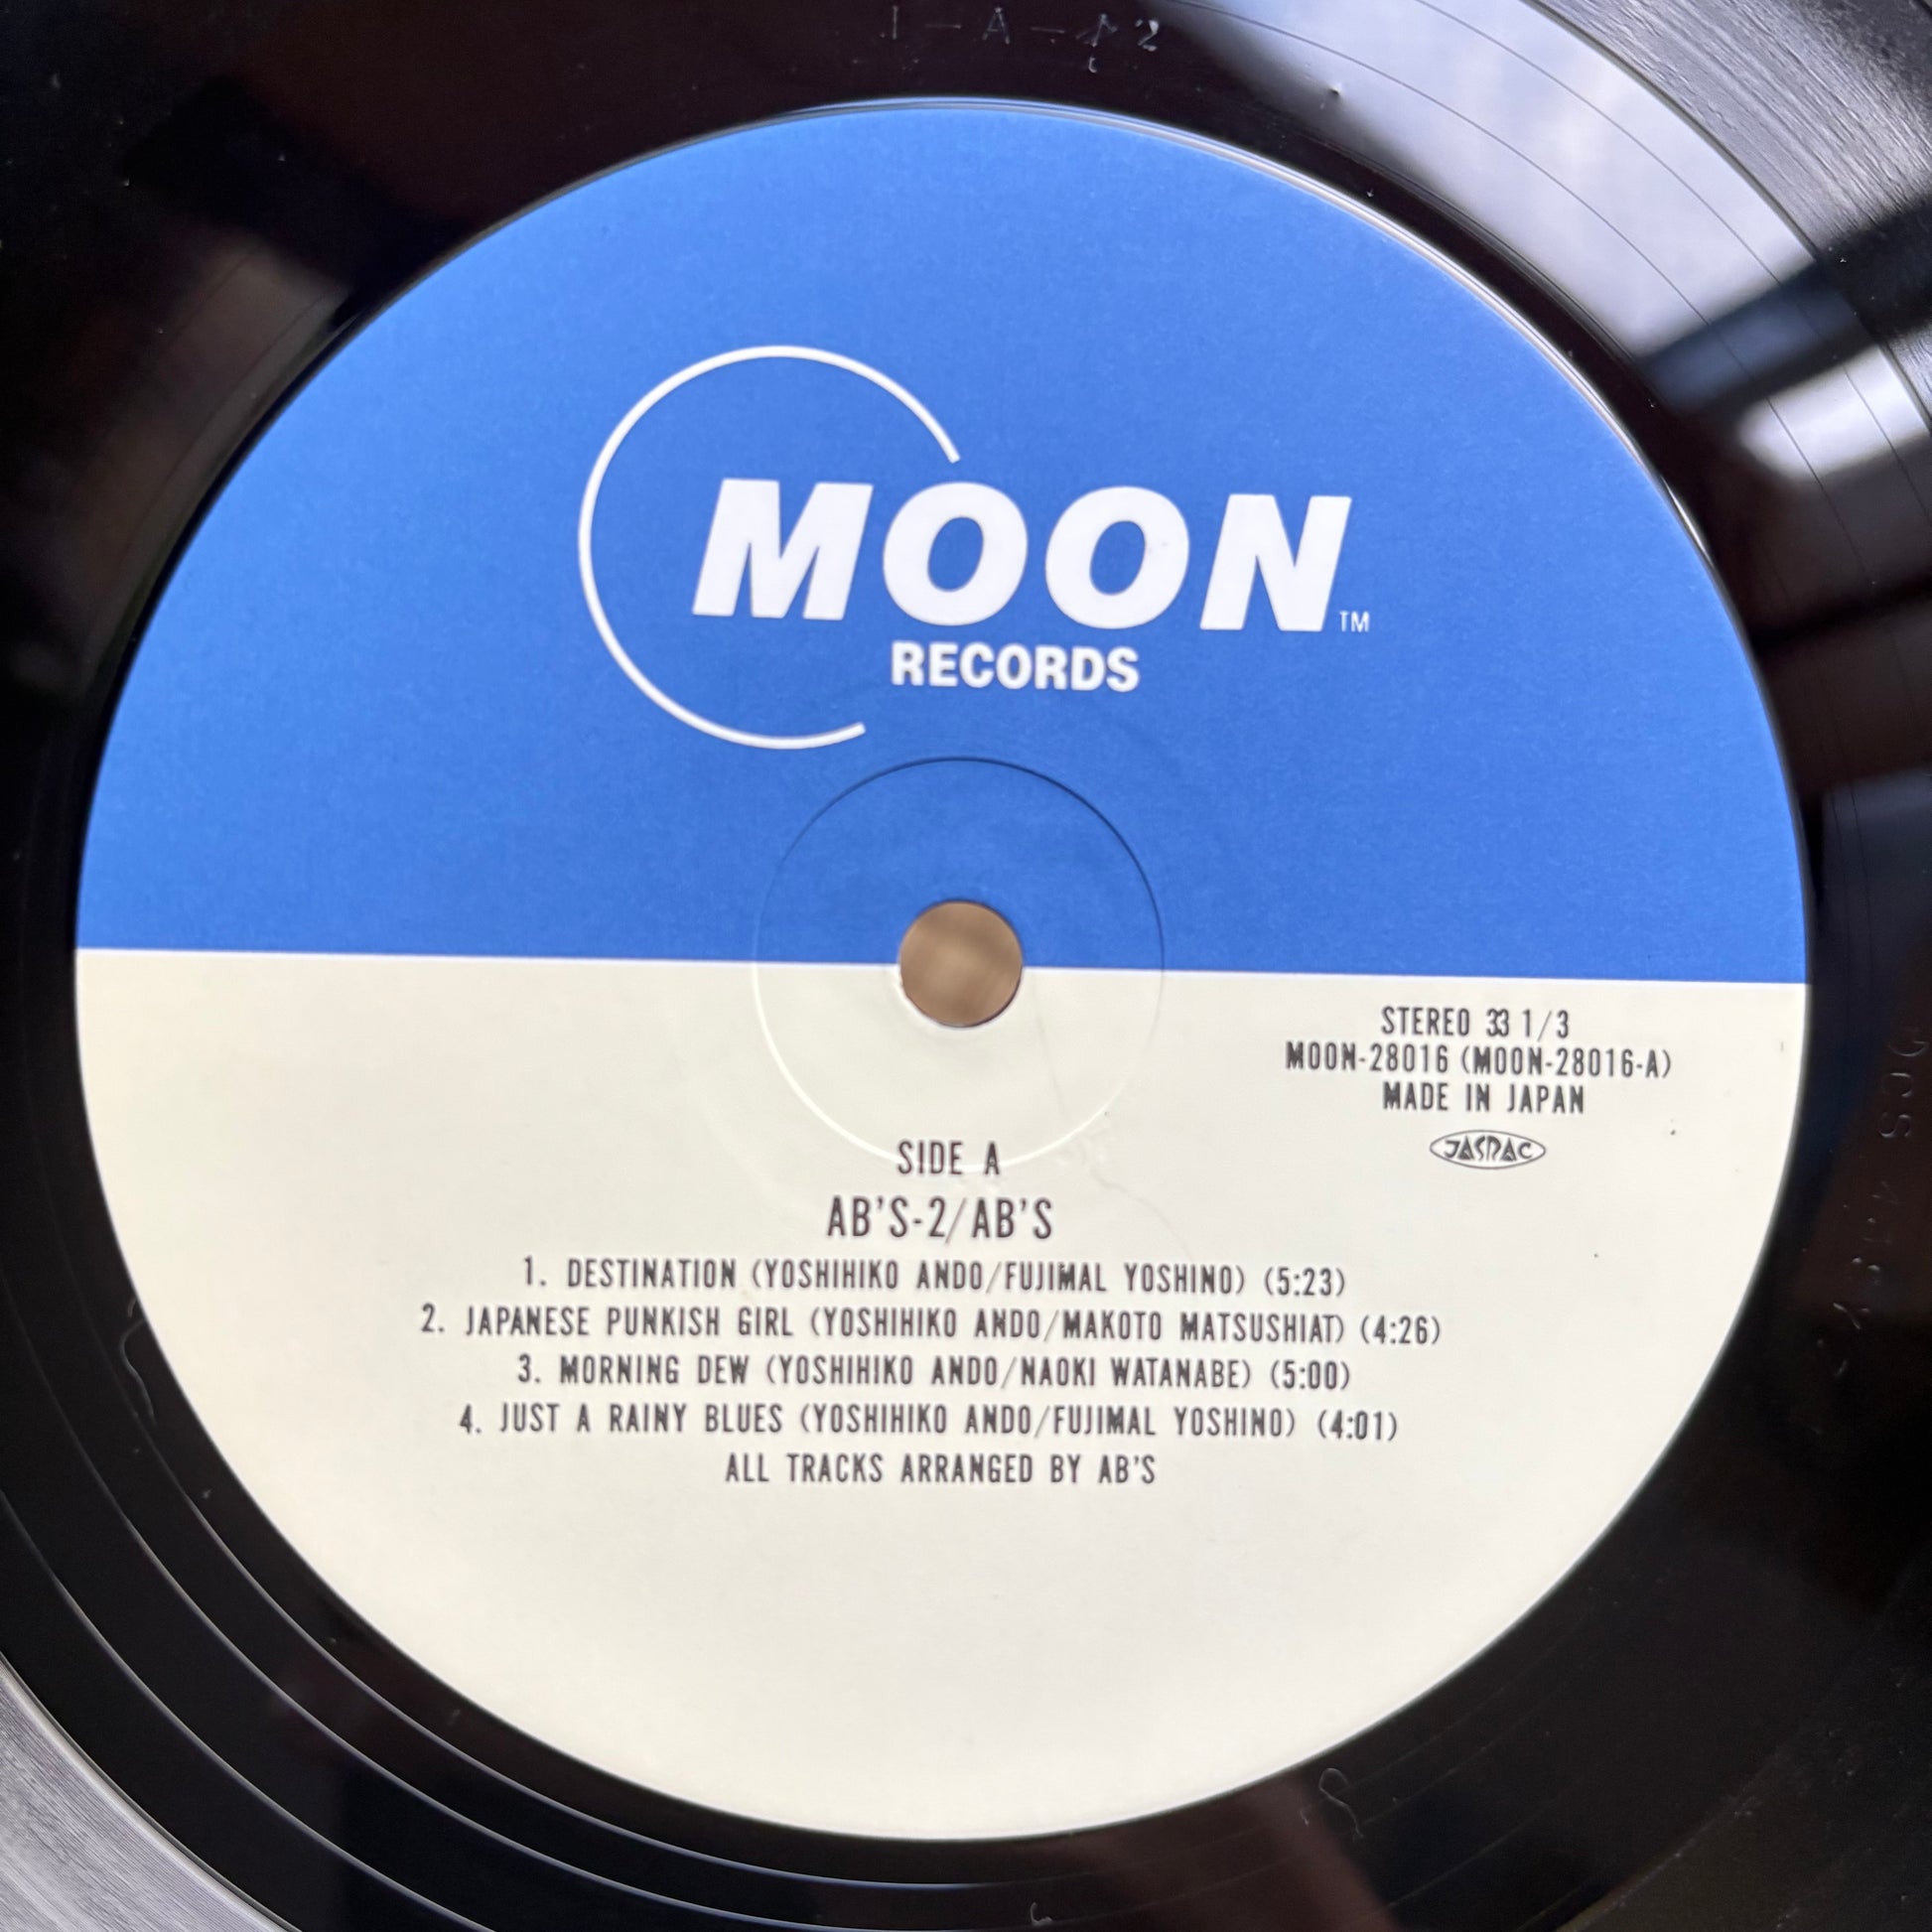 MOON™
RECORDS
STEREO 33 1/3
MOON-28016 (MOON-28016-A)
MADE IN JAPAN
JASRAC
SIDE A
AB'S-2/AB'S
1. DESTINATION (YOSHIHIKO ANDO/FUJIMAL YOSHINO) (5:23)
2. JAPANESE PUNKISH GIRL (YOSHIHIKO ANDO/MAKOTO MATSUSHIAT) (4:26)
3. MORNING DEW (YOSHIHIKO ANDO/NAOKI WATANABE) (5:00)
4. JUST A RAINY BLUES (YOSHIHIKO ANDO/FUJIMAL YOSHINO) (4:01)
ALL TRACKS ARRANGED BY AB'S